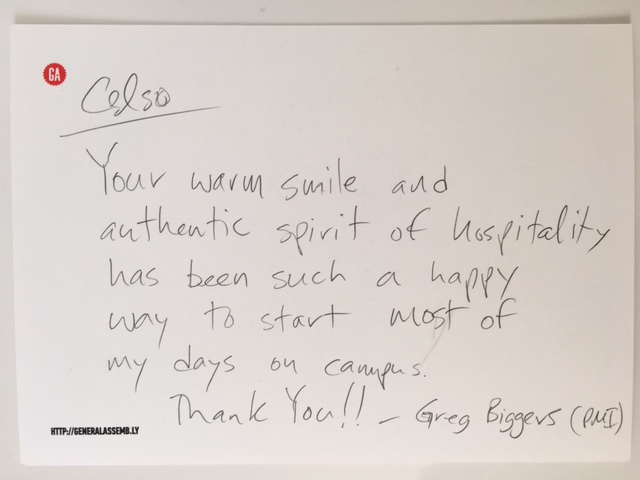 GA
Celso
Your warm smile and
authentic spirit of hospitality
has been such a happy
way to start most of
my days on campus.
Thank You!! – Greg Biggers (PMI)
HTTP://GENERALASSEMB.LY